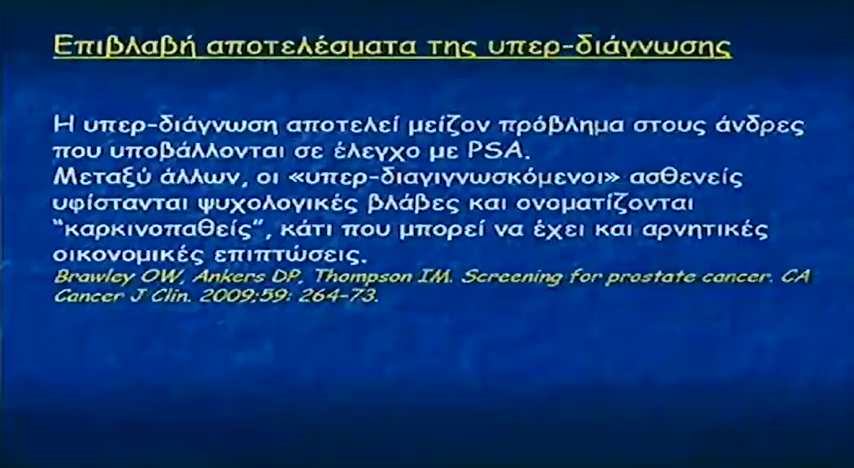 Επιβλαβή αποτελέσματα της υπερ-διάγνωσης
Η υπερ-διάγνωση αποτελεί μείζον πρόβλημα στους άνδρες
που υποβάλλονται σε έλεγχο με PSA.
Μεταξύ άλλων, οι «υπερ-διαγιγνωσκόμενοι» ασθενείς
υφίστανται ψυχολογικές βλάβες και ονοματίζονται
“καρκινοπαθείς”, κάτι που μπορεί να έχει και αρνητικές
οικονομικές επιπτώσεις.
Brawley OW, Ankers DP, Thompson IM. Screening for prostate cancer. CA
Cancer J Clin. 2009;59: 264-73.